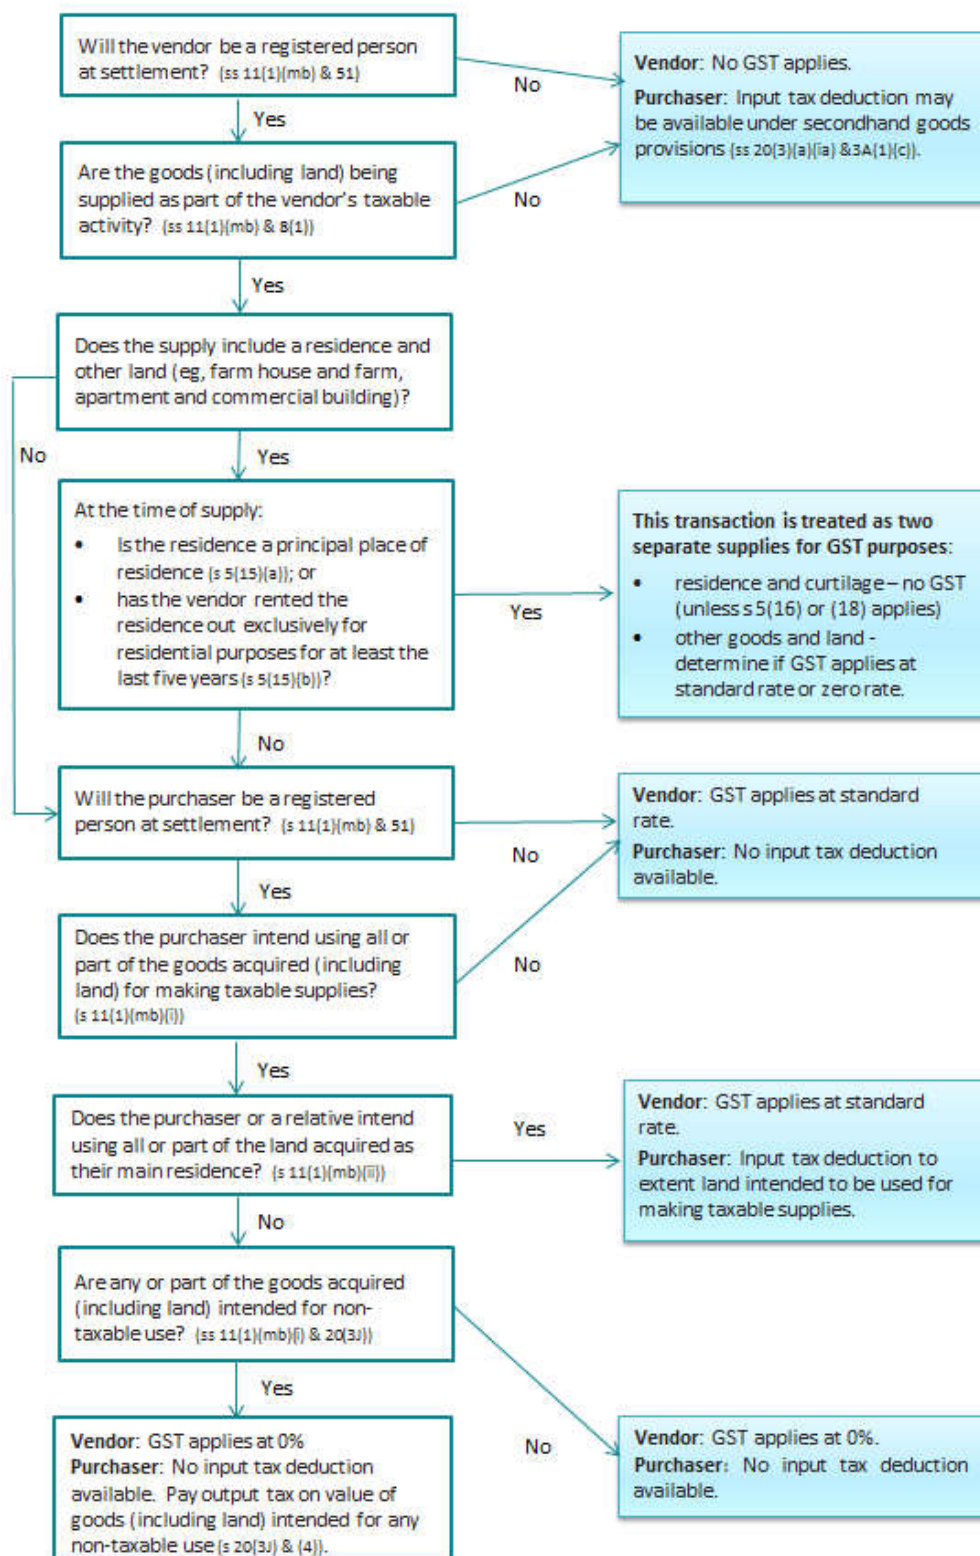 Will the vendor be a registered person
at settlement? (ss 11(1)(mb) & 51)
No
Vendor: No GST applies.
Purchaser: Input tax deduction may
be available under secondhand goods
provisions (ss 20(3)(a)(ia) &3A(1)(c)).
Yes
Are the goods (including land) being
supplied as part of the vendor's taxable
activity? (ss 11(1)(mb) & 8(1))
No
Yes
Does the supply include a residence and
other land (eg, farm house and farm,
apartment and commercial building)?
No
Yes
At the time of supply:
• Is the residence a principal place of
residence (s 5(15)(a)); or
• has the vendor rented the
residence out exclusively for
residential purposes for at least the
last five years (s 5(15)(b))?
Yes
This transaction is treated as two
separate supplies for GST purposes:
• residence and curtilage – no GST
(unless s 5(16) or (18) applies)
• other goods and land -
determine if GST applies at
standard rate or zero rate.
No
Will the purchaser be a registered
person at settlement? (s 11(1)(mb) & 51)
No
Vendor: GST applies at standard
rate.
Purchaser: No input tax deduction
available.
Yes
Does the purchaser intend using all or
part of the goods acquired (including
land) for making taxable supplies?
(s 11(1)(mb)(i))
No
Yes
Does the purchaser or a relative intend
using all or part of the land acquired as
their main residence? (s 11(1)(mb)(ii))
Yes
Vendor: GST applies at standard
rate.
Purchaser: Input tax deduction to
extent land intended to be used for
making taxable supplies.
No
Are any or part of the goods acquired
(including land) intended for non-
taxable use? (ss 11(1)(mb)(i) & 20(3J))
Yes
Vendor: GST applies at 0%
Purchaser: No input tax deduction
available. Pay output tax on value of
goods (including land) intended for any
non-taxable use (s 20(3J) & (4)).
No
Vendor: GST applies at 0%.
Purchaser: No input tax deduction
available.